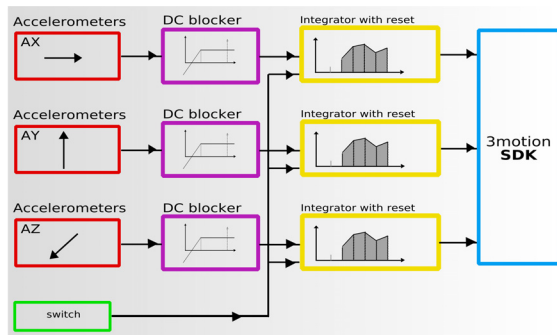 Accelerometers
DC blocker
Integrator with reset
AX
Accelerometers
DC blocker
Integrator with reset
AY
3motion
SDK
Accelerometers
DC blocker
Integrator with reset
AZ
switch